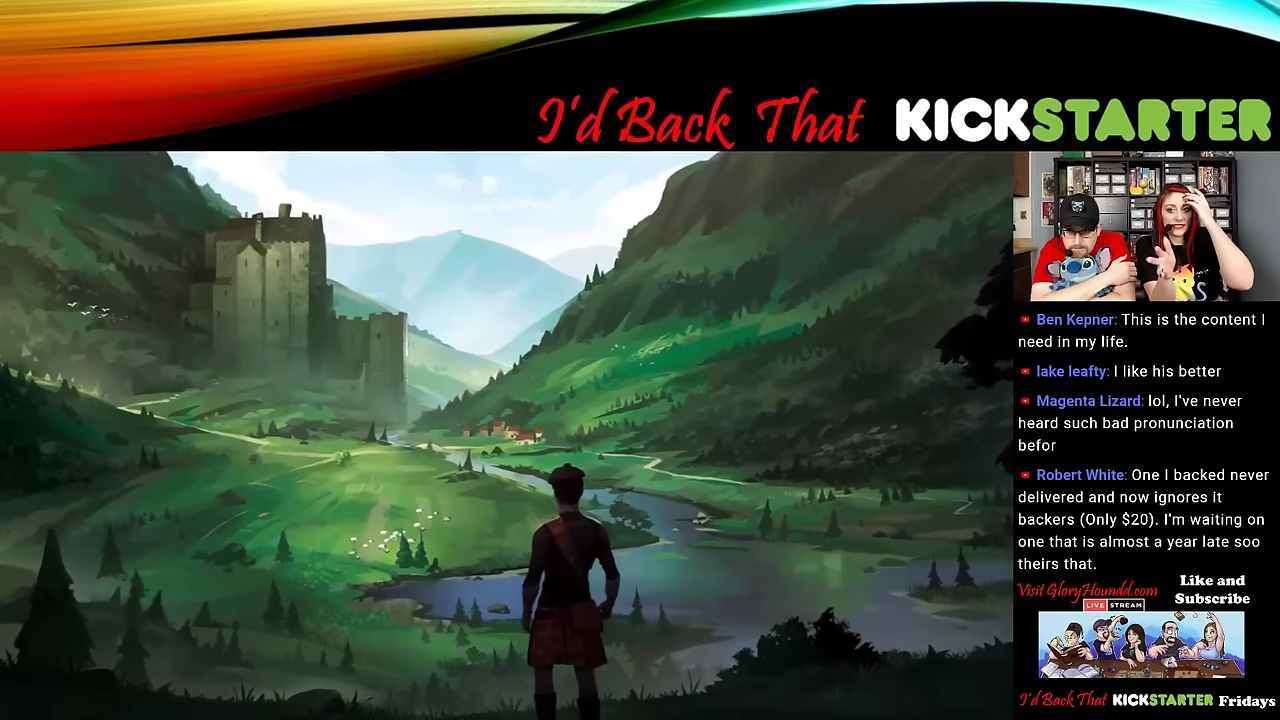 I'd Back That KICKSTARTER
Ben Kepner: This is the content I
need in my life.
lake leafty: I like his better
Magenta Lizard: lol, I've never
heard such bad pronunciation
befor
Robert White: One I backed never
delivered and now ignores it
backers (Only $20). I'm waiting on
one that is almost a year late soo
theirs that.
Visit GloryHoundd.com
Like and
Subscribe
LIVE STREAM
I'd Back That KICKSTARTER Fridays